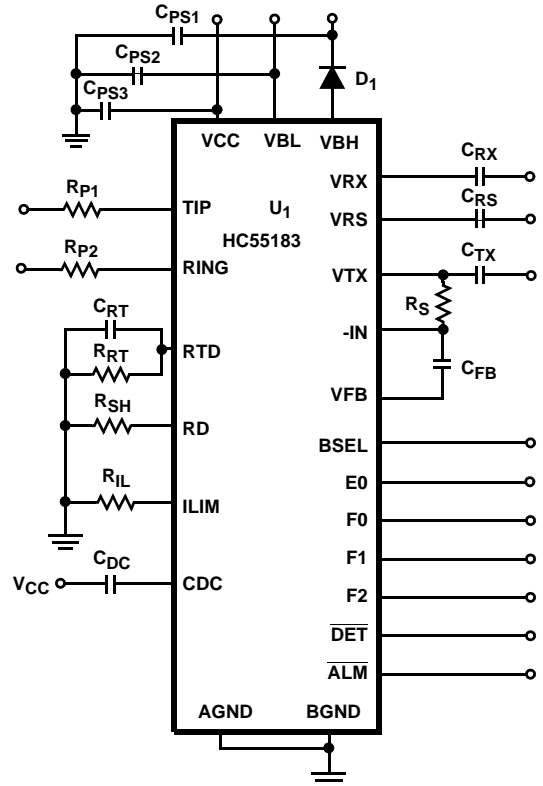 CPS1
CPS2
D1
CPS3
VCC VBL VBH
CRX
VRX
RP1
CRS
TIP U1 VRS
HC55183
RP2
CTX
RING VTX
RS
CRT
-IN
RTD
RRT
CFB
RSH
VFB
RD
BSEL
RIL
E0
ILIM
F0
CDC
F1
VCC CDC
F2
DET
ALM
AGND BGND